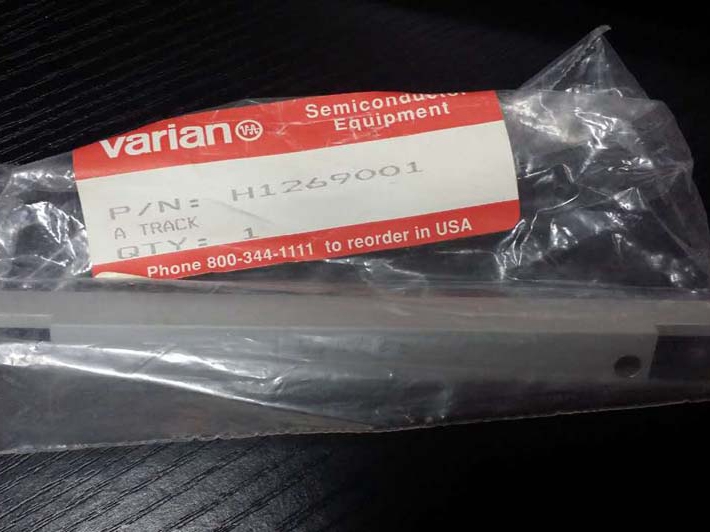 varian
Semiconductor
Equipment
P/N: H1269001
A TRACK
QTY: 1
Phone 800-344-1111 to reorder in USA